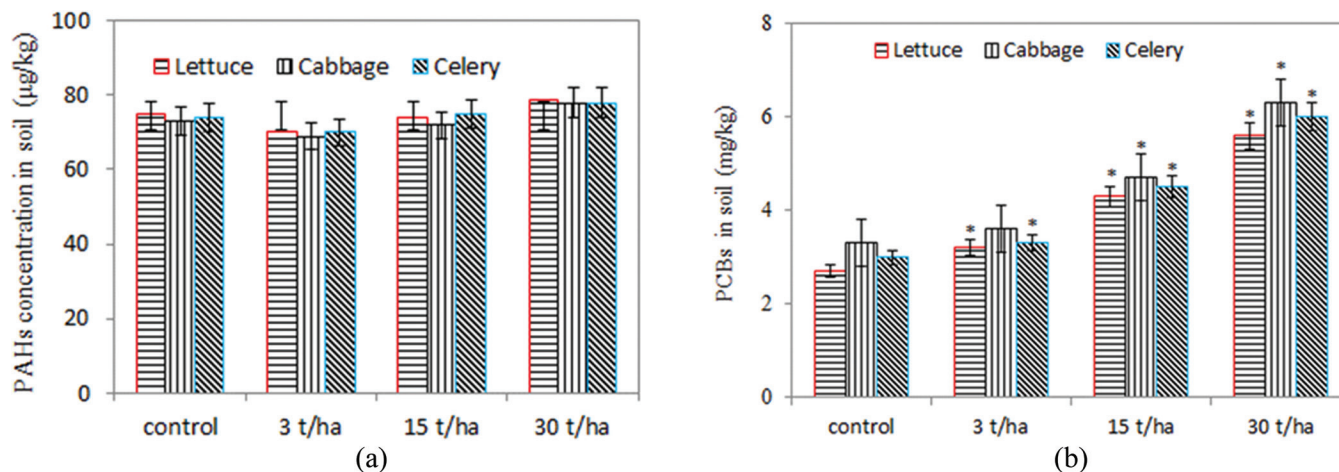 PAHs concentration in soil (µg/kg)
100
80
60
40
20
0
Lettuce Cabbage Celery
control 3 t/ha 15 t/ha 30 t/ha
(a)
PCBs in soil (mg/kg)
8
6
4
2
0
Lettuce Cabbage Celery
* * * * * * * *
control 3 t/ha 15 t/ha 30 t/ha
(b)